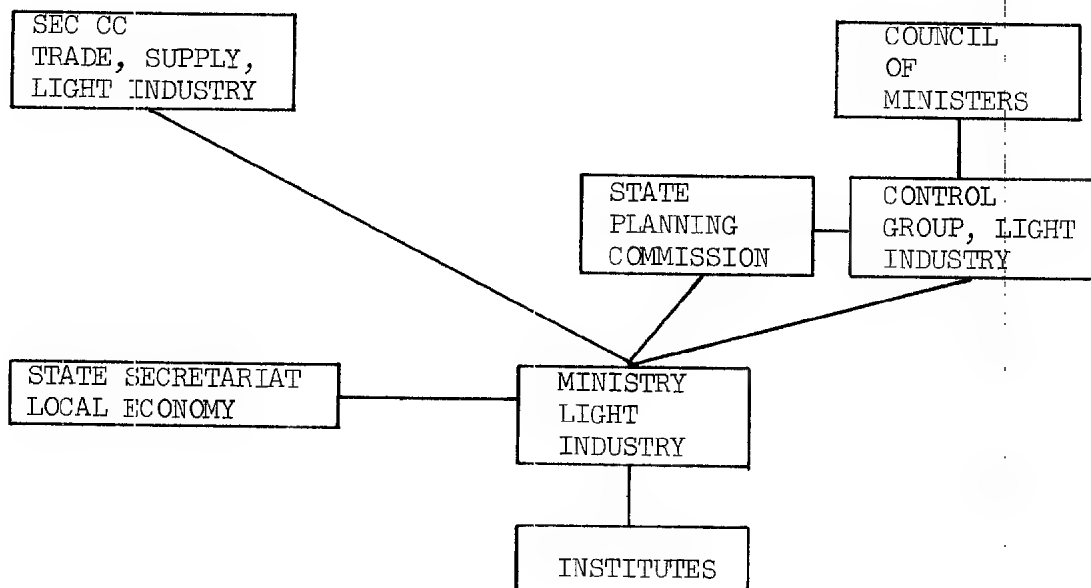 SEC CC
TRADE, SUPPLY,
LIGHT INDUSTRY
COUNCIL
OF
MINISTERS
STATE
PLANNING
COMMISSION
CONTROL
GROUP, LIGHT
INDUSTRY
STATE SECRETARIAT
LOCAL ECONOMY
MINISTRY
LIGHT
INDUSTRY
INSTITUTES